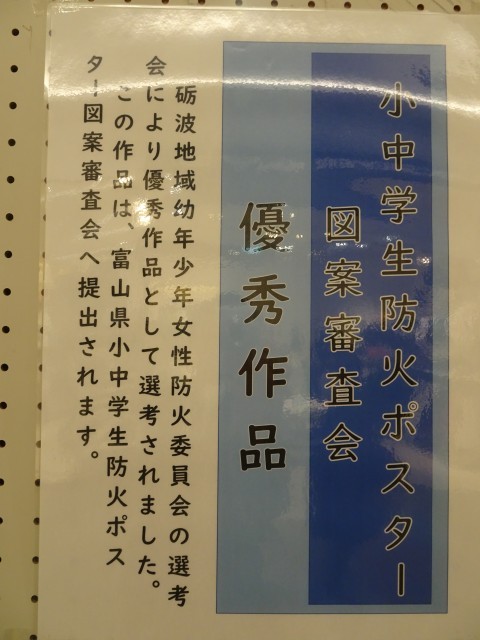 小中学生防火ポスター
図案審査会
優秀作品
砺波地域幼年少年女性防火委員会の選考
会により優秀作品として選考されました。
この作品は、富山県小中学生防火ポス
ター図案審査会へ提出されます。